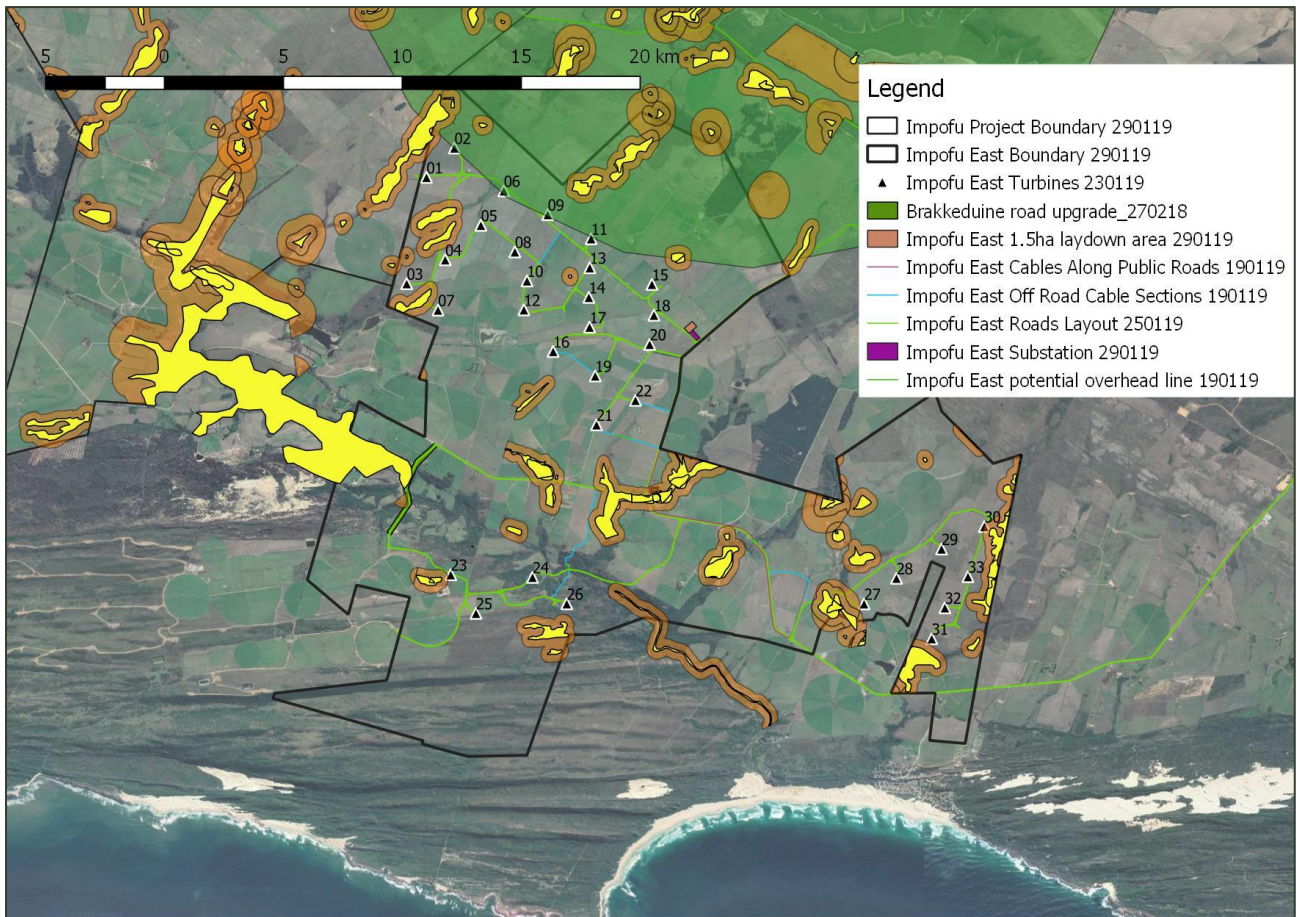 5 0 5 10 15 20 km
Legend
Impofu Project Boundary 290119
Impofu East Boundary 290119
Impofu East Turbines 230119
Brakkeduine road upgrade_270218
Impofu East 1.5ha laydown area 290119
Impofu East Cables Along Public Roads 190119
Impofu East Off Road Cable Sections 190119
Impofu East Roads Layout 250119
Impofu East Substation 290119
Impofu East potential overhead line 190119
02
01
06
09
05
11
08
04
13
03
10
15
14
07
12
18
17
20
16
19
22
21
30
29
23
24
28
33
25
26
27
32
31